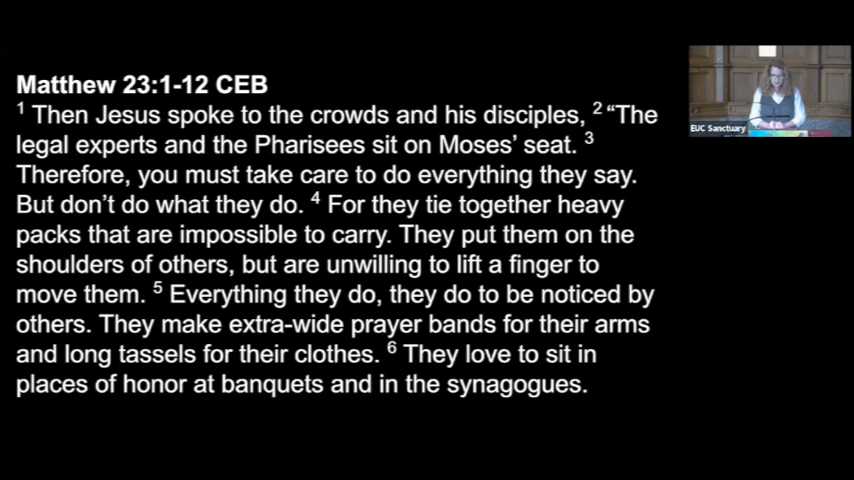 Matthew 23:1-12 CEB
1 Then Jesus spoke to the crowds and his disciples, 2 “The
legal experts and the Pharisees sit on Moses’ seat. 3
Therefore, you must take care to do everything they say.
But don’t do what they do. 4 For they tie together heavy
packs that are impossible to carry. They put them on the
shoulders of others, but are unwilling to lift a finger to
move them. 5 Everything they do, they do to be noticed by
others. They make extra-wide prayer bands for their arms
and long tassels for their clothes. 6 They love to sit in
places of honor at banquets and in the synagogues.
EUC Sanctuary